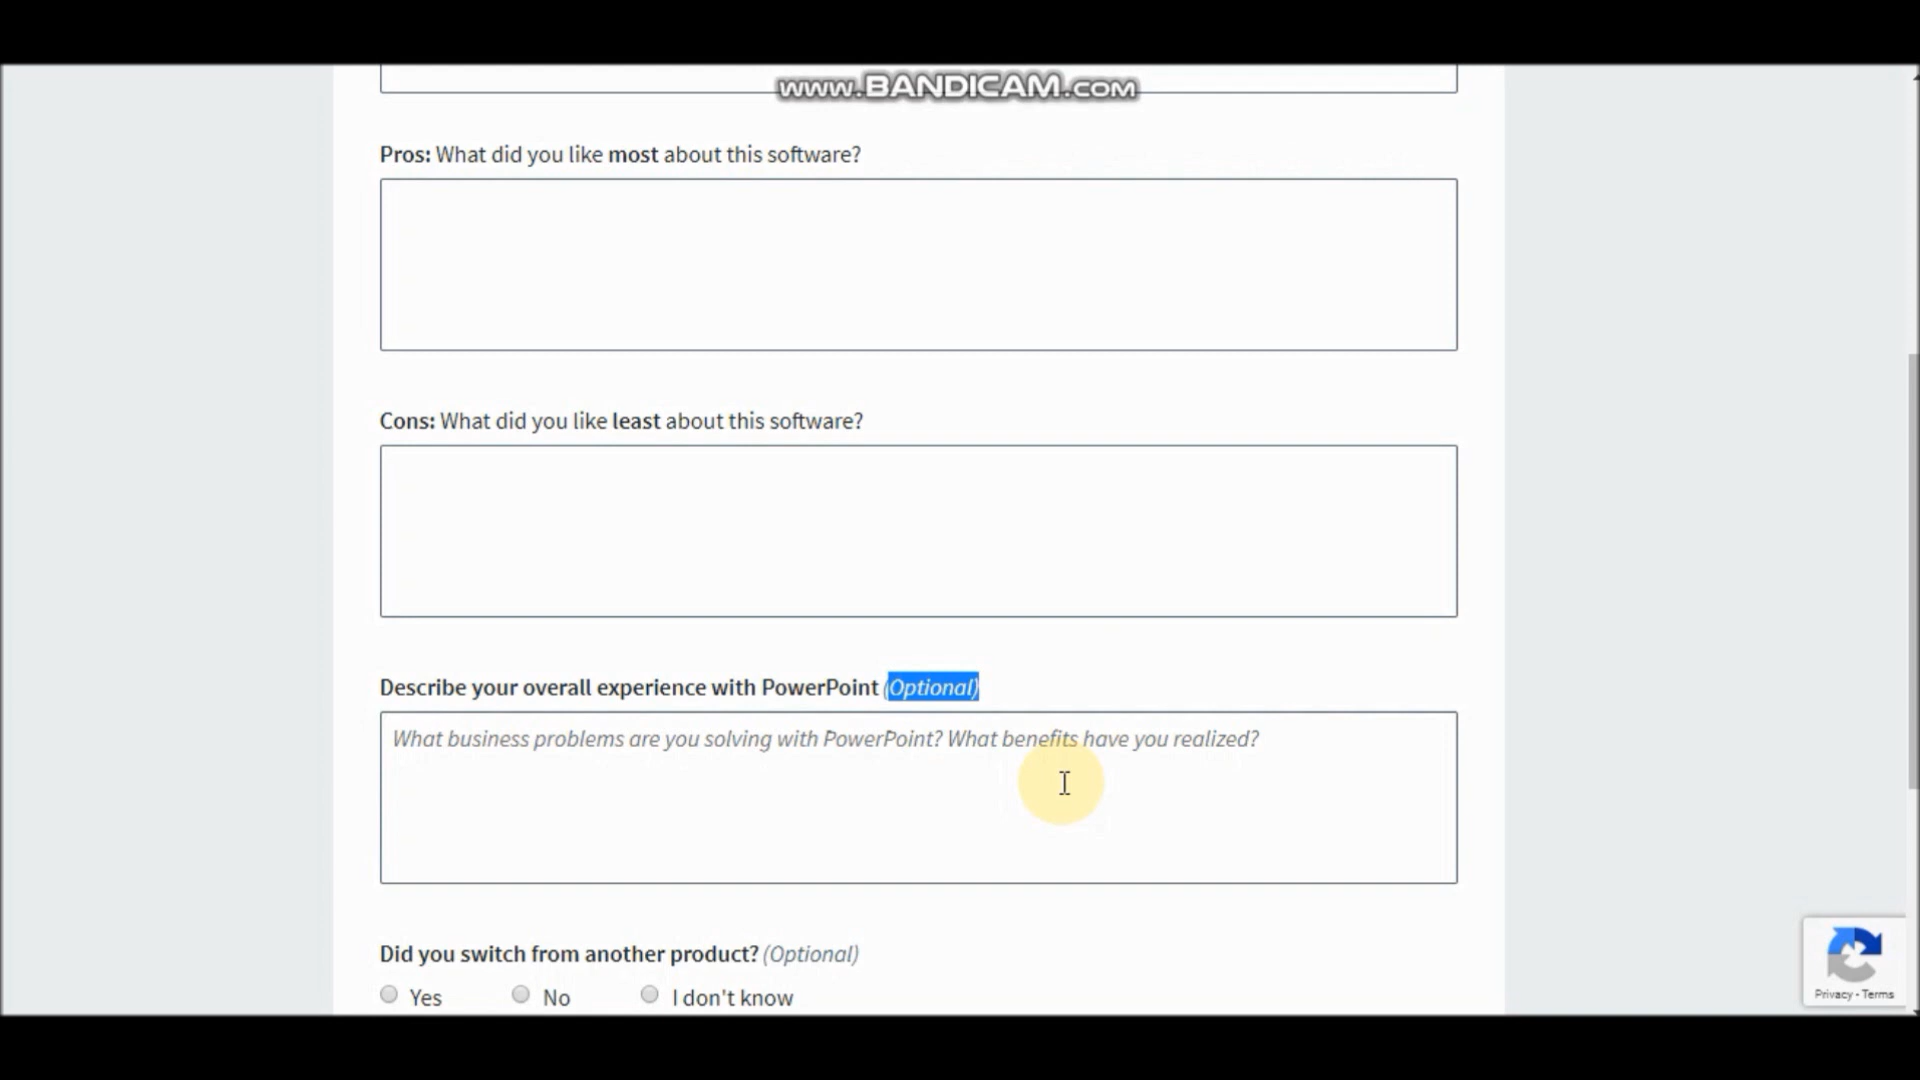 www.BANDICAM.com
Pros: What did you like most about this software?
Cons: What did you like least about this software?
Describe your overall experience with PowerPoint (Optional)
What business problems are you solving with PowerPoint? What benefits have you realized?
Did you switch from another product? (Optional)
Yes No I don't know
Privacy - Terms